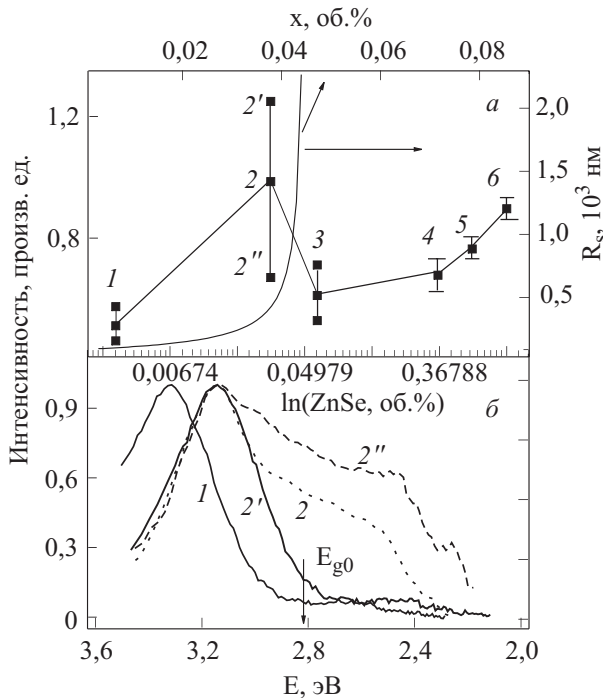 x, об.%
0,02 0,04 0,06 0,08
Интенсивность, произв. ед.
1,2
0,8
2′
2
2″
1
3
4
5
6
а
2,0
1,5
1,0
0,5
R_s, 10³ нм
0,00674 0,04979 0,36788
ln(ZnSe, об.%)
б
0,9
0,6
0,3
0
1
2′
2
2″
E_g0
3,6 3,2 2,8 2,4 2,0
E, эВ